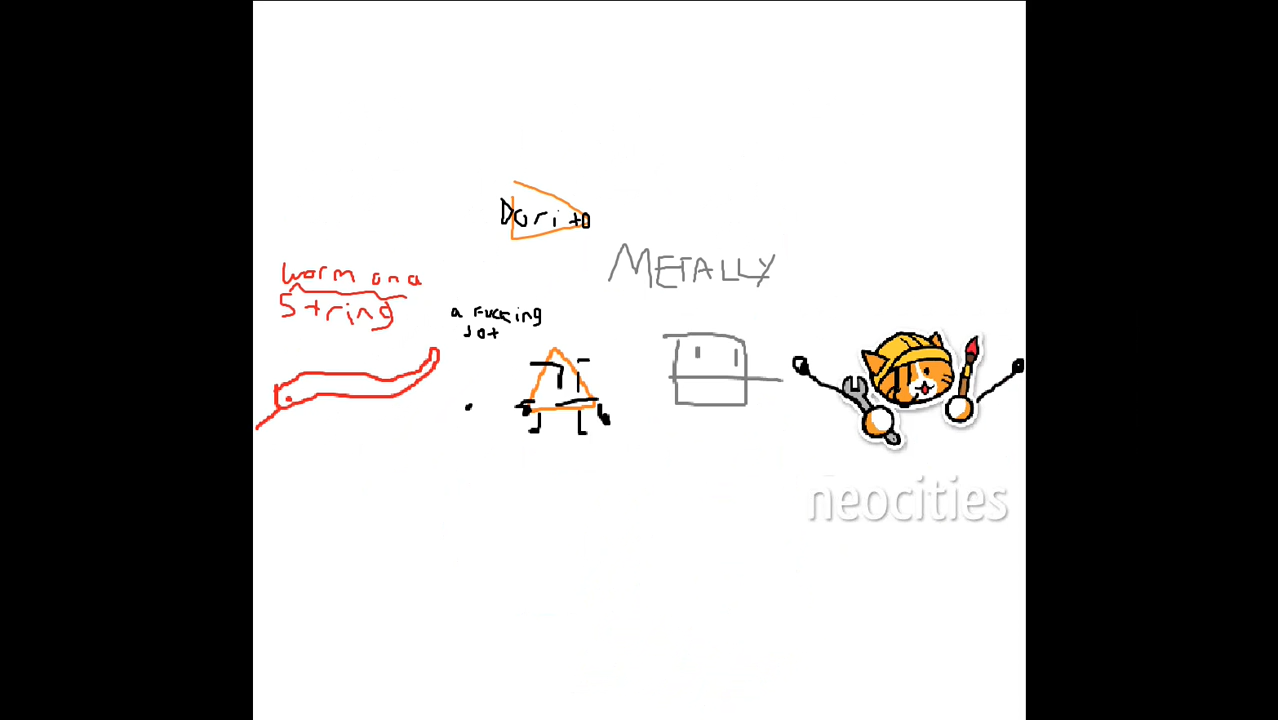 Dorito
METALLY
worm on a
String
a Fucking
dot
neocities